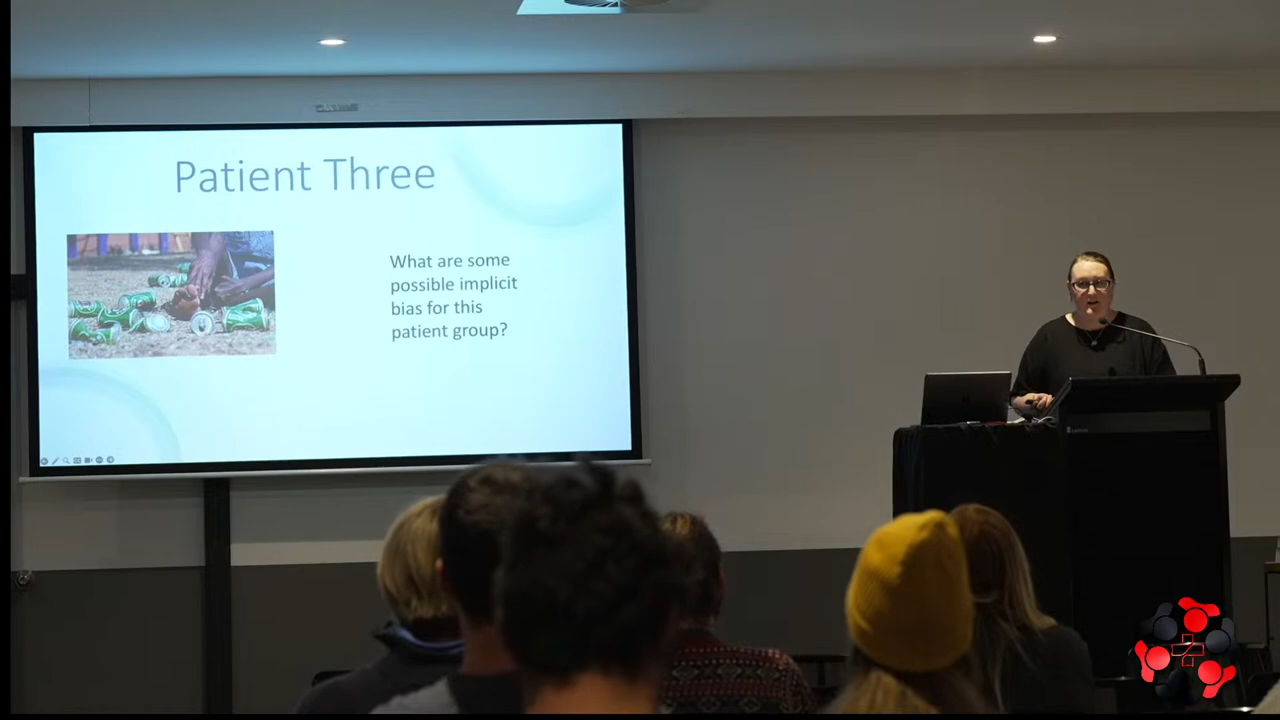 Patient Three
What are some
possible implicit
bias for this
patient group?